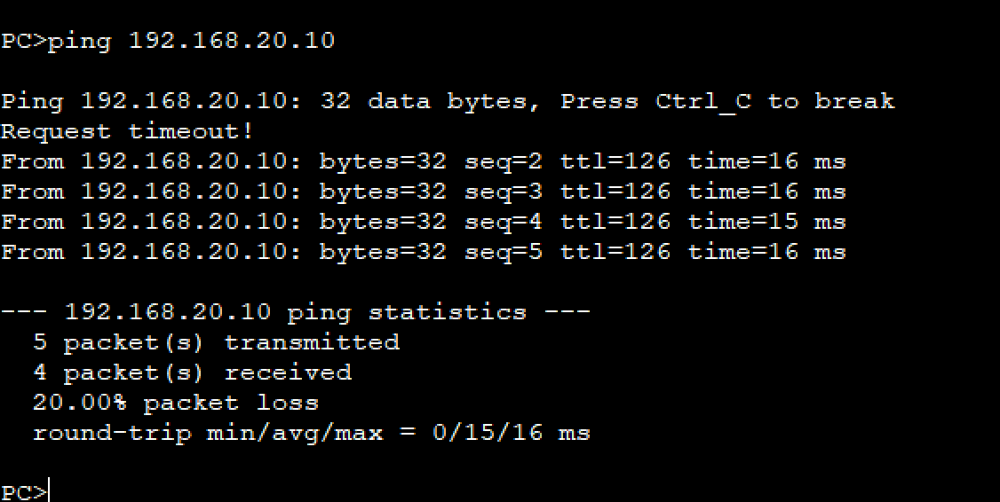 PC>ping 192.168.20.10
Ping 192.168.20.10: 32 data bytes, Press Ctrl_C to break
Request timeout!
From 192.168.20.10: bytes=32 seq=2 ttl=126 time=16 ms
From 192.168.20.10: bytes=32 seq=3 ttl=126 time=16 ms
From 192.168.20.10: bytes=32 seq=4 ttl=126 time=15 ms
From 192.168.20.10: bytes=32 seq=5 ttl=126 time=16 ms
--- 192.168.20.10 ping statistics ---
  5 packet(s) transmitted
  4 packet(s) received
  20.00% packet loss
  round-trip min/avg/max = 0/15/16 ms
PC>